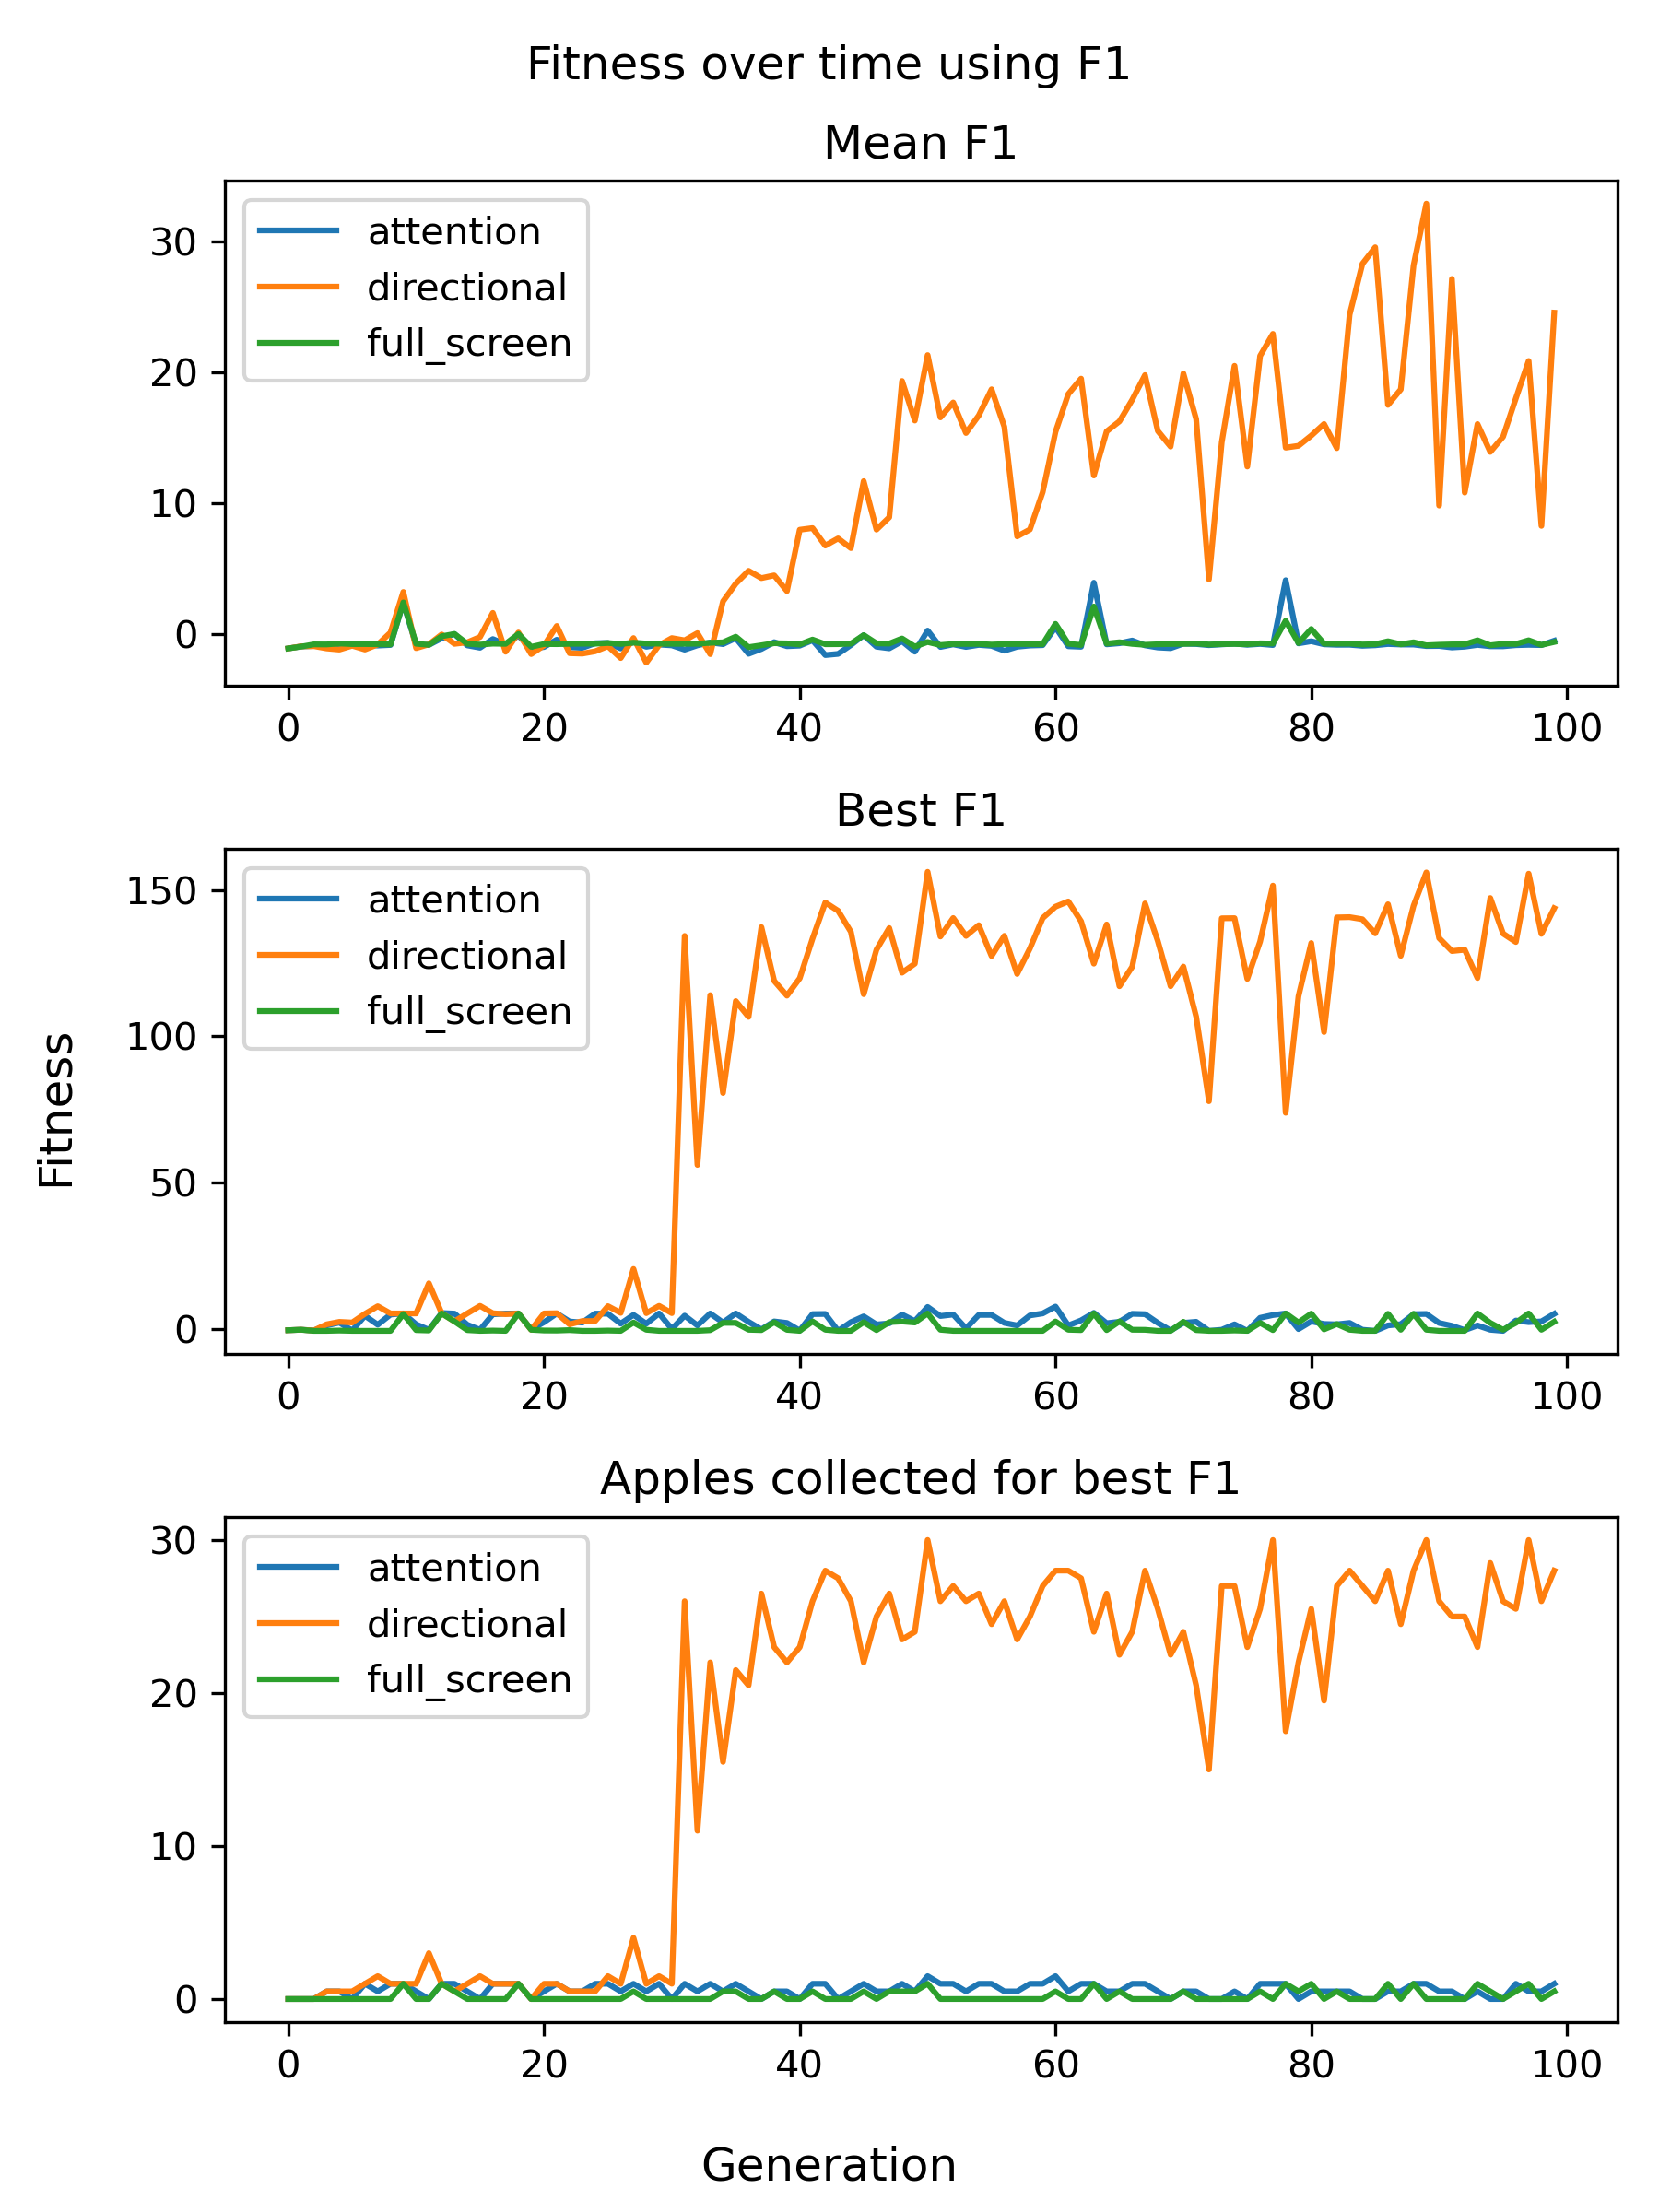 Fitness over time using F1
Mean F1
attention
directional
full_screen
30
20
10
0
0 20 40 60 80 100
Best F1
attention
directional
full_screen
150
100
50
0
0 20 40 60 80 100
Fitness
Apples collected for best F1
attention
directional
full_screen
30
20
10
0
0 20 40 60 80 100
Generation